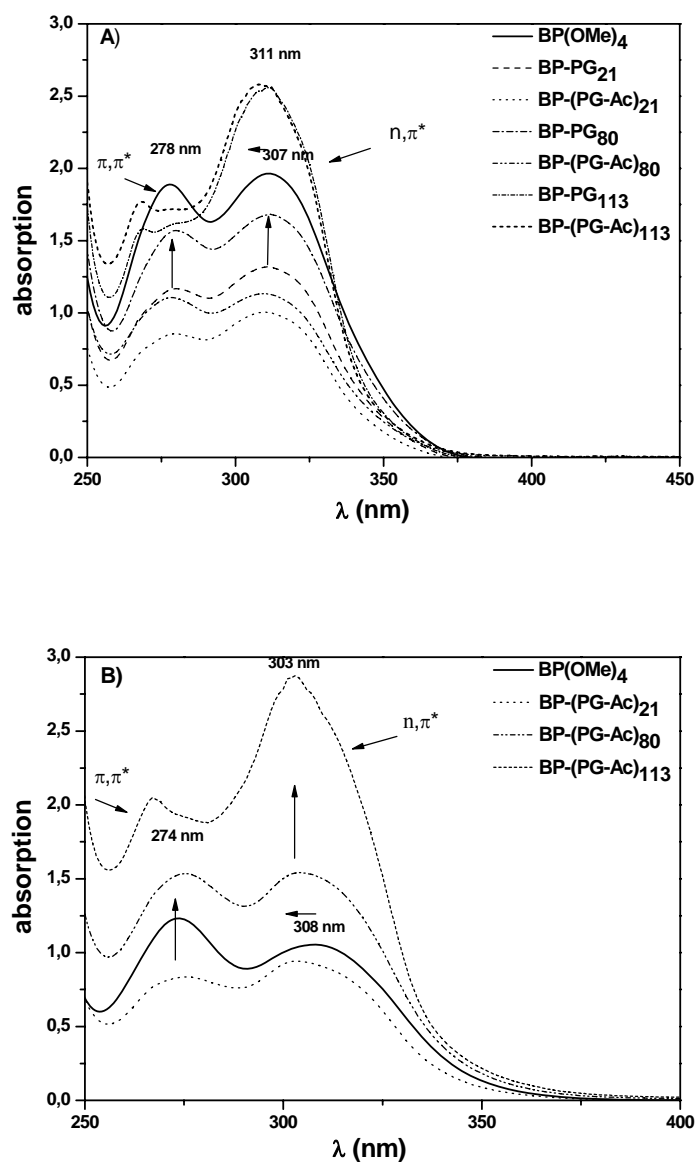 A)
BP(OMe)4
BP-PG21
BP-(PG-Ac)21
BP-PG80
BP-(PG-Ac)80
BP-PG113
BP-(PG-Ac)113
311 nm
n,π*
278 nm
307 nm
π,π*
3,0
2,5
2,0
1,5
1,0
0,5
0,0
absorption
250 300 350 400 450
λ (nm)
B)
BP(OMe)4
BP-(PG-Ac)21
BP-(PG-Ac)80
BP-(PG-Ac)113
303 nm
n,π*
π,π*
274 nm
308 nm
3,0
2,5
2,0
1,5
1,0
0,5
0,0
absorption
250 300 350 400
λ (nm)